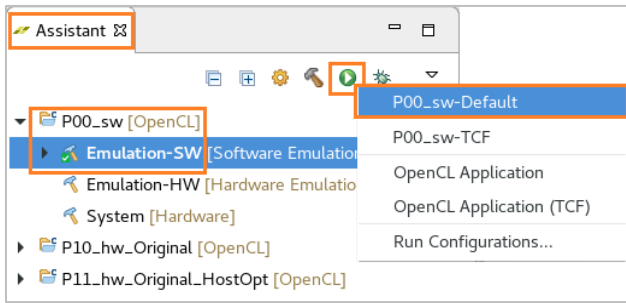 Assistant
P00_sw-Default
P00_sw [OpenCL]
P00_sw-TCF
Emulation-SW [Software Emulation
OpenCL Application
Emulation-HW [Hardware Emulatio
OpenCL Application (TCF)
System [Hardware]
Run Configurations...
P10_hw_Original [OpenCL]
P11_hw_Original_HostOpt [OpenCL]